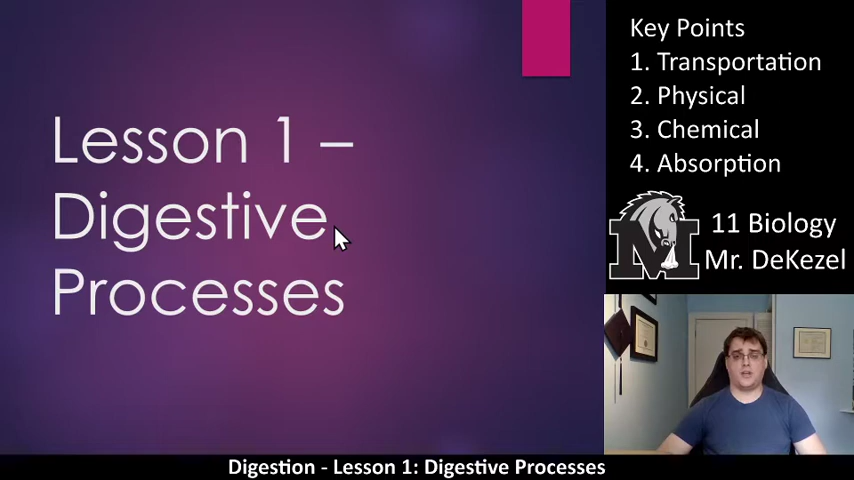 Lesson 1 –
Digestive
Processes
Key Points
1. Transportation
2. Physical
3. Chemical
4. Absorption
M
11 Biology
Mr. DeKezel
Digestion - Lesson 1: Digestive Processes